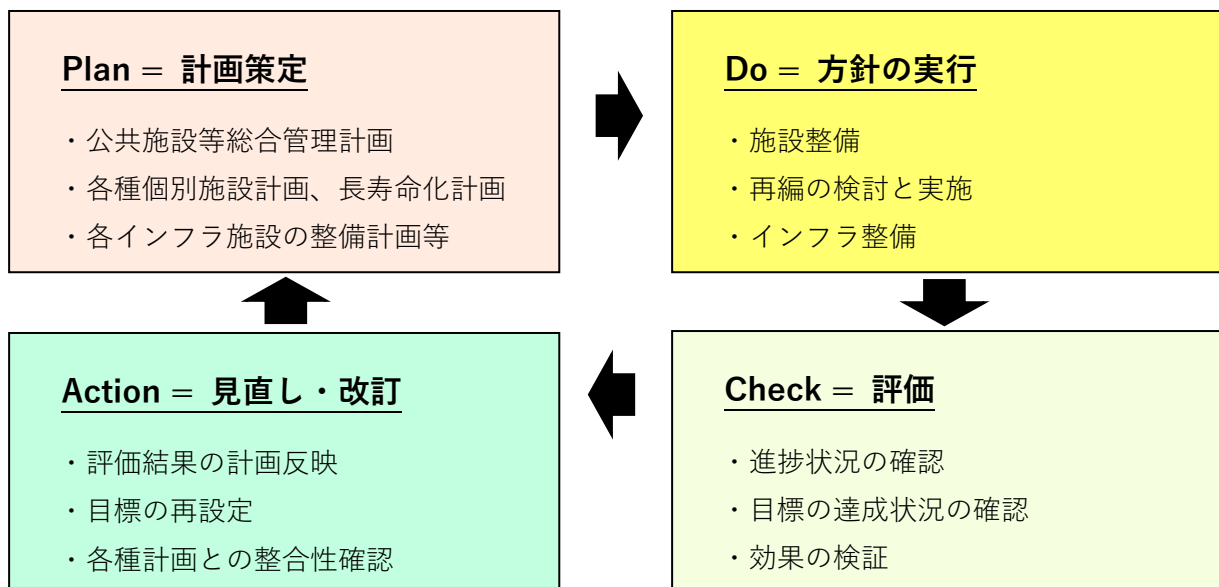 Plan = 計画策定
・公共施設等総合管理計画
・各種個別施設計画、長寿命化計画
・各インフラ施設の整備計画等
Do = 方針の実行
・施設整備
・再編の検討と実施
・インフラ整備
Action = 見直し・改訂
・評価結果の計画反映
・目標の再設定
・各種計画との整合性確認
Check = 評価
・進捗状況の確認
・目標の達成状況の確認
・効果の検証